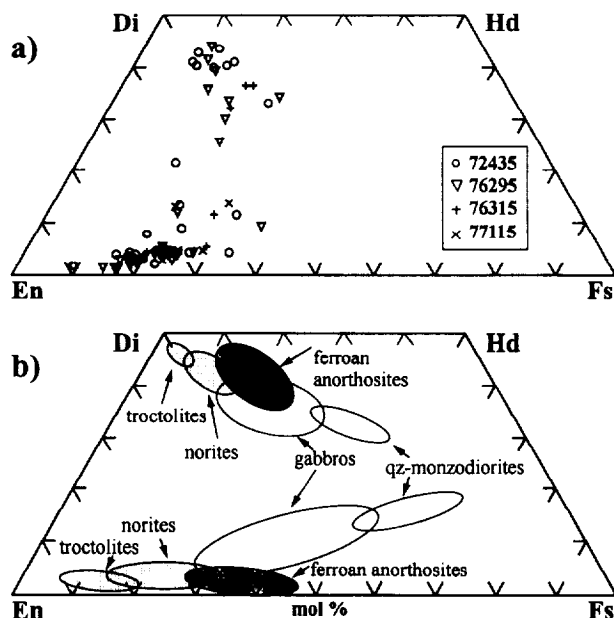 a)
Di
Hd
72435
76295
76315
77115
En
Fs
b)
Di
Hd
ferroan
anorthosites
troctolites
norites
gabbros
qz-monzodiorites
norites
troctolites
ferroan anorthosites
En
mol %
Fs